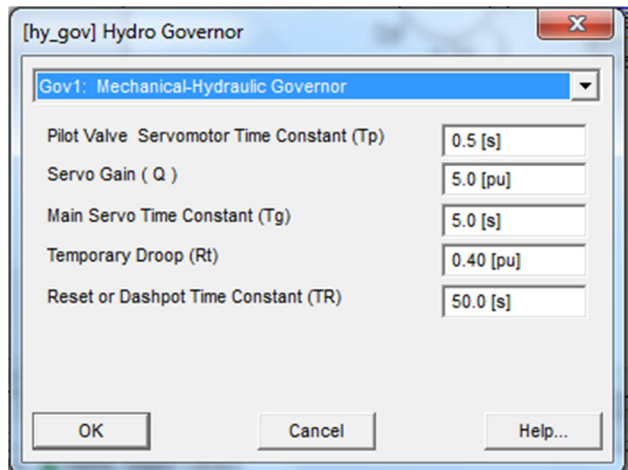 [hy_gov] Hydro Governor
Gov1: Mechanical-Hydraulic Governor
Pilot Valve Servomotor Time Constant (Tp) 0.5 [s]
Servo Gain ( Q ) 5.0 [pu]
Main Servo Time Constant (Tg) 5.0 [s]
Temporary Droop (Rt) 0.40 [pu]
Reset or Dashpot Time Constant (TR) 50.0 [s]
OK Cancel Help...